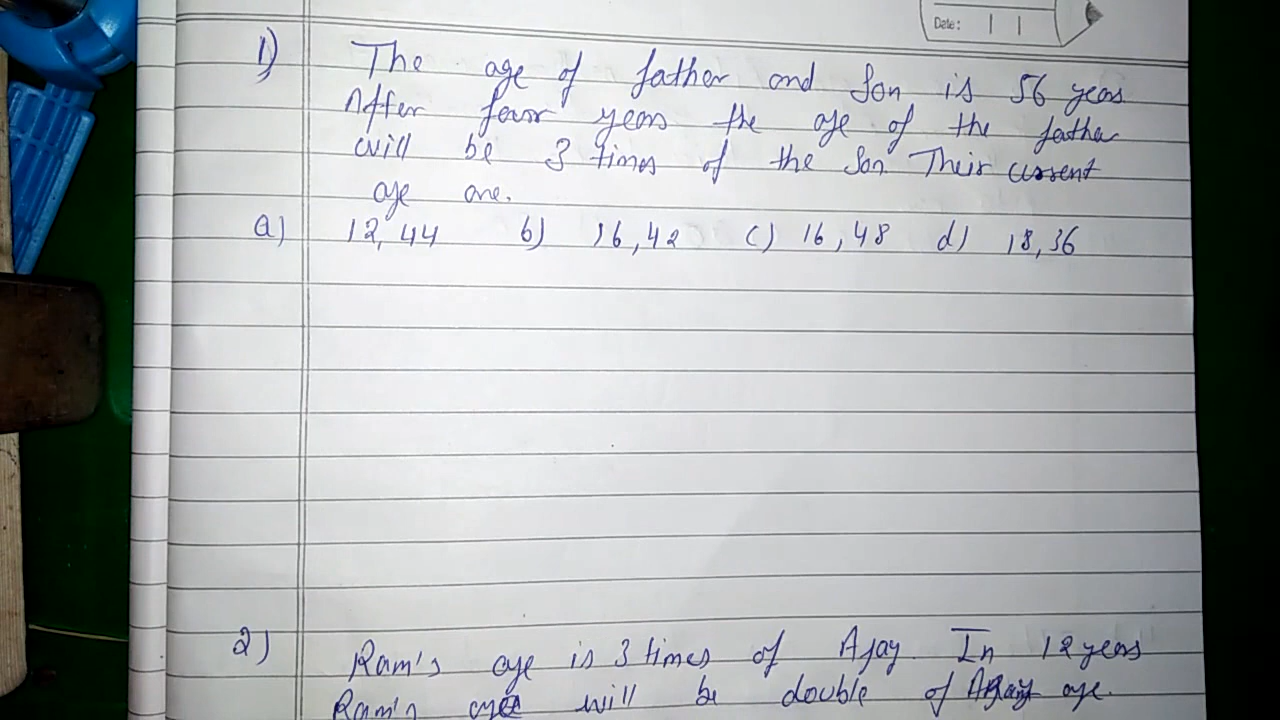 Date:
1) The age of father and Son is 56 years
After four years the age of the father
will be 3 times of the Son Their current
age are.
a) 12, 44 b) 16, 42 c) 16, 48 d) 18, 36
2) Ram's age is 3 times of Ajay In 12 years
Ram's age will be double of age.